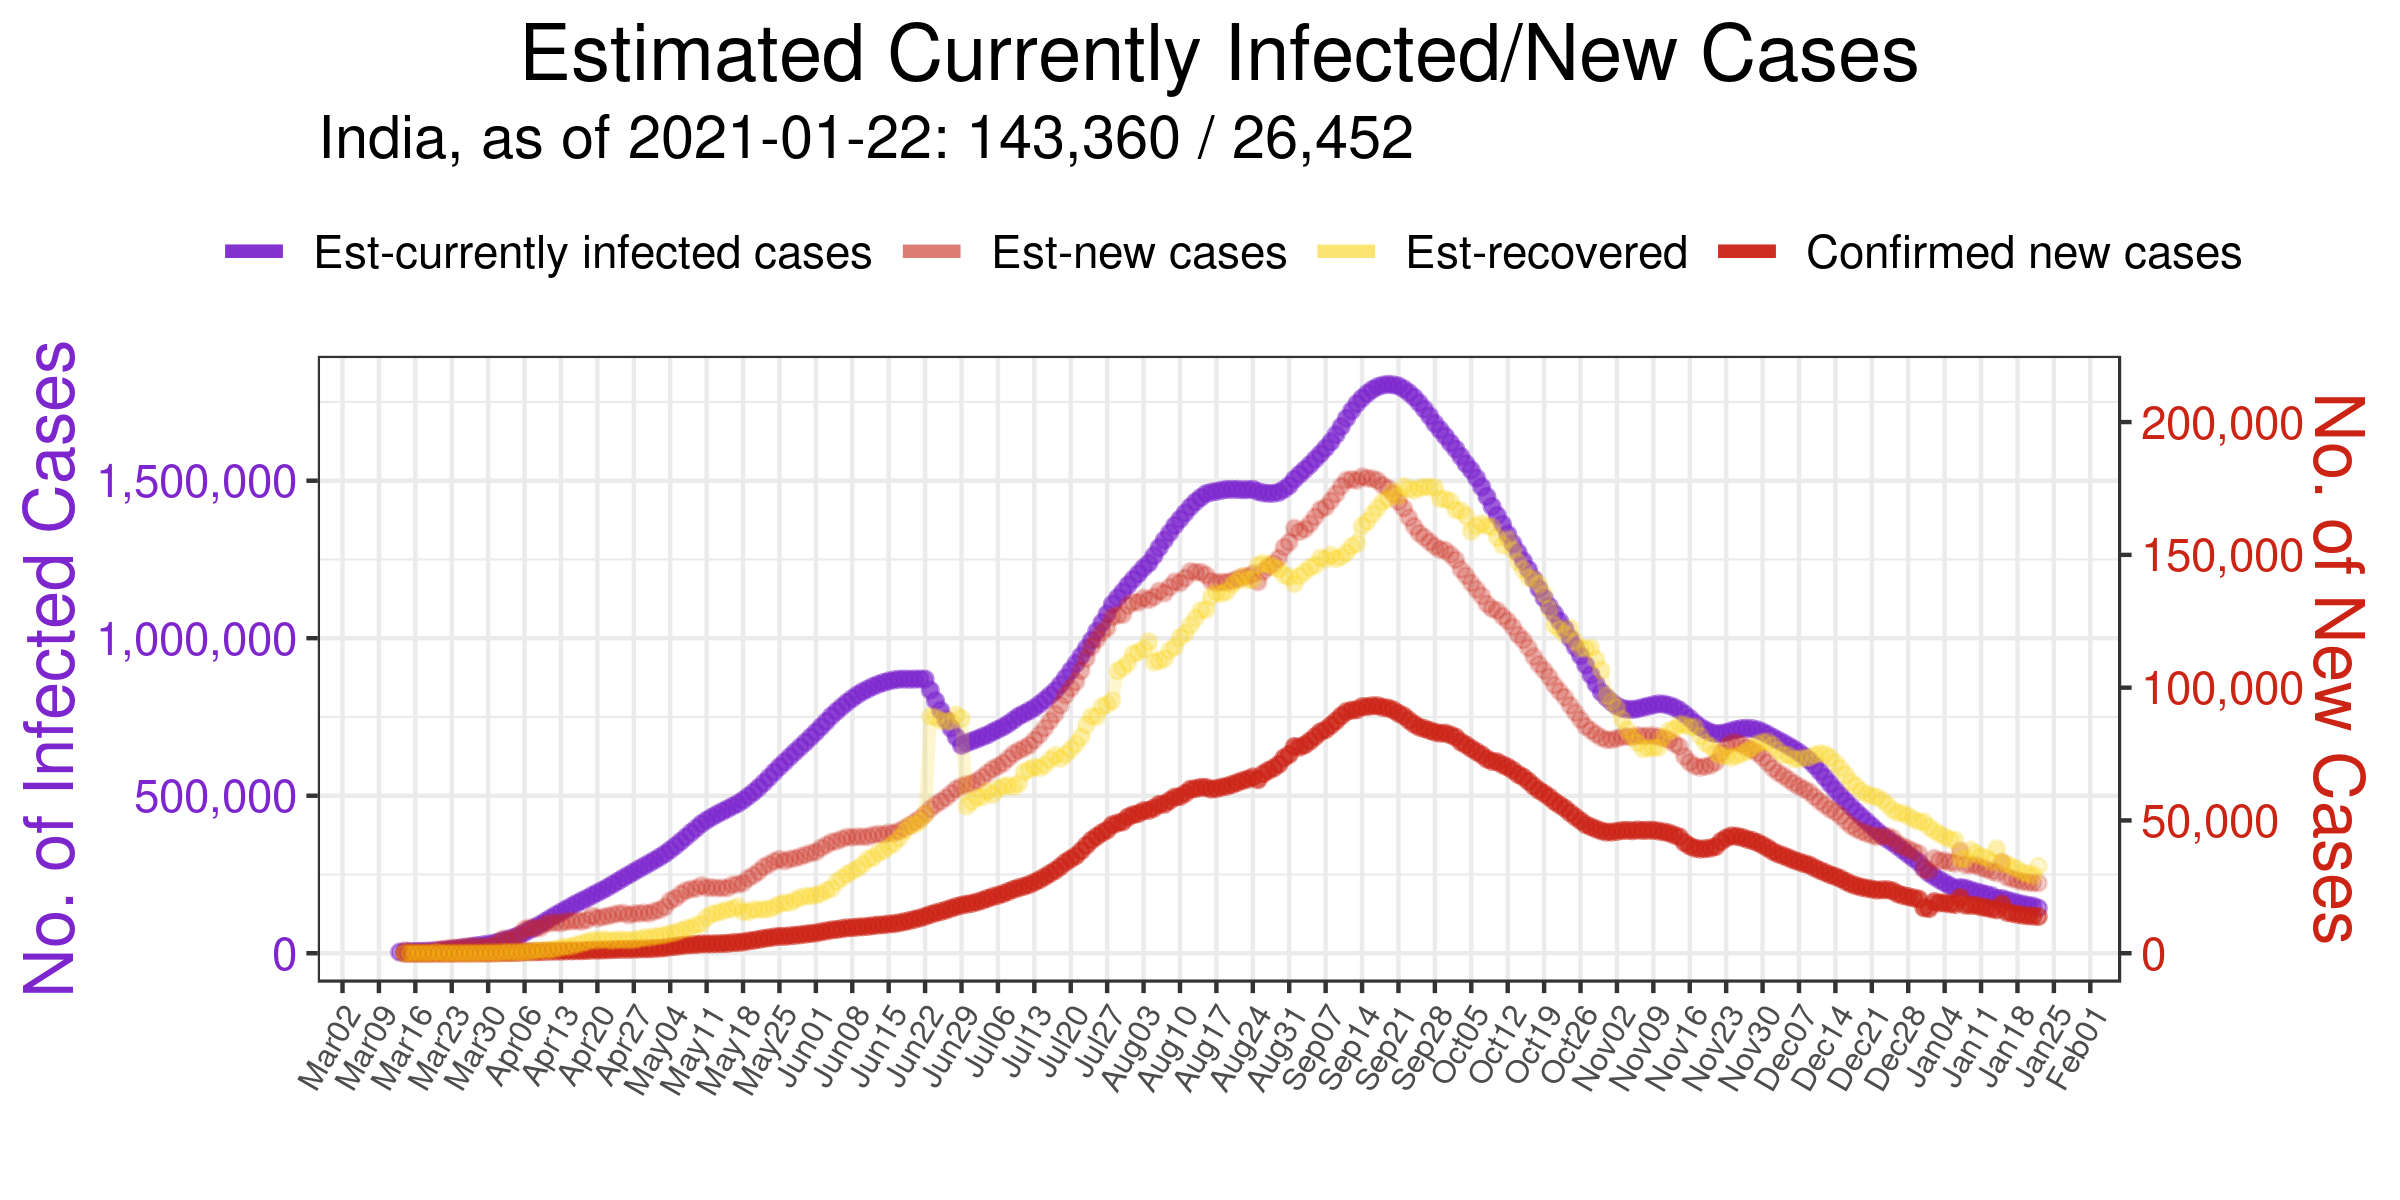 Estimated Currently Infected/New Cases
India, as of 2021-01-22: 143,360 / 26,452
Est-currently infected cases Est-new cases Est-recovered Confirmed new cases
No. of Infected Cases
1,500,000
1,000,000
500,000
0
200,000
150,000
100,000
50,000
0
No. of New Cases
Mar02 Mar09 Mar16 Mar23 Mar30 Apr06 Apr13 Apr20 Apr27 May04 May11 May18 May25 Jun01 Jun08 Jun15 Jun22 Jun29 Jul06 Jul13 Jul20 Jul27 Aug03 Aug10 Aug17 Aug24 Aug31 Sep07 Sep14 Sep21 Sep28 Oct05 Oct12 Oct19 Oct26 Nov02 Nov09 Nov16 Nov23 Nov30 Dec07 Dec14 Dec21 Dec28 Jan04 Jan11 Jan18 Jan25 Feb01